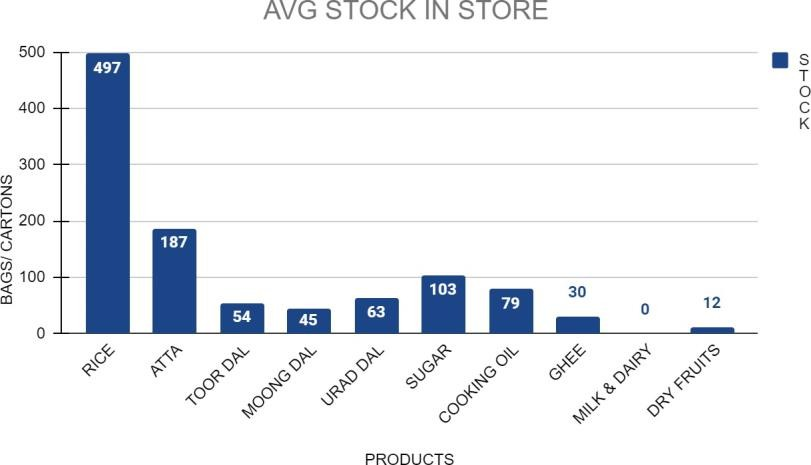 AVG STOCK IN STORE
BAGS/ CARTONS
500
400
300
200
100
0
497
187
54
45
63
103
79
30
0
12
RICE
ATTA
TOOR DAL
MOONG DAL
URAD DAL
SUGAR
COOKING OIL
GHEE
MILK & DAIRY
DRY FRUITS
PRODUCTS
S
T
O
C
K